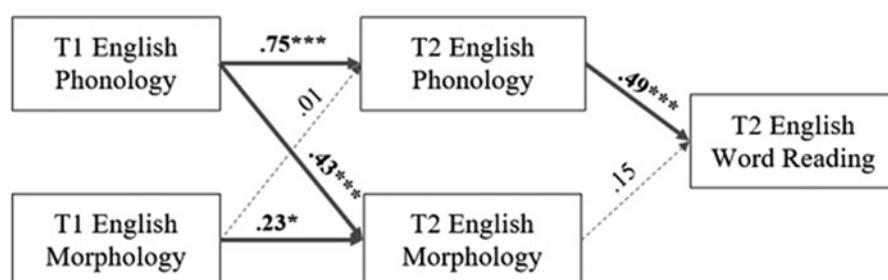 T1 English
Phonology
.75***
T2 English
Phonology
.01
.49***
T2 English
Word Reading
.43***
.15
T1 English
Morphology
.23*
T2 English
Morphology